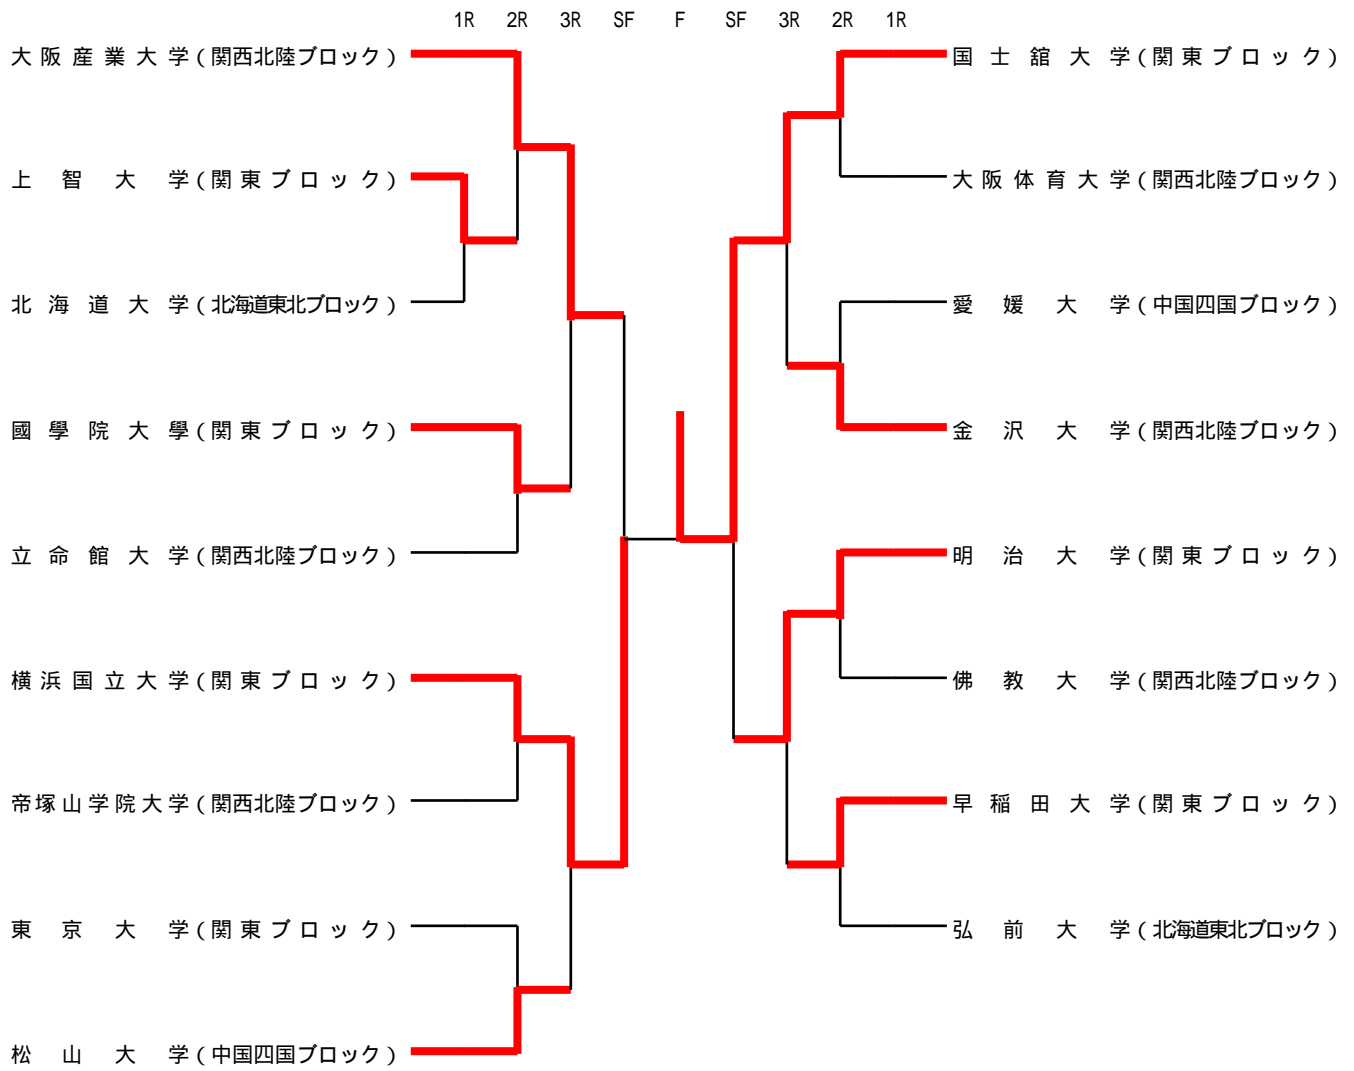 1R 2R 3R SF F SF 3R 2R 1R
大阪産業大学(関西北陸ブロック) 国士舘大学(関東ブロック)
上智大学(関東ブロック) 大阪体育大学(関西北陸ブロック)
北海道大学(北海道東北ブロック) 愛媛大学(中国四国ブロック)
國學院大學(関東ブロック) 金沢大学(関西北陸ブロック)
立命館大学(関西北陸ブロック) 明治大学(関東ブロック)
横浜国立大学(関東ブロック) 佛教大学(関西北陸ブロック)
帝塚山学院大学(関西北陸ブロック) 早稲田大学(関東ブロック)
東京大学(関東ブロック) 弘前大学(北海道東北ブロック)
松山大学(中国四国ブロック)